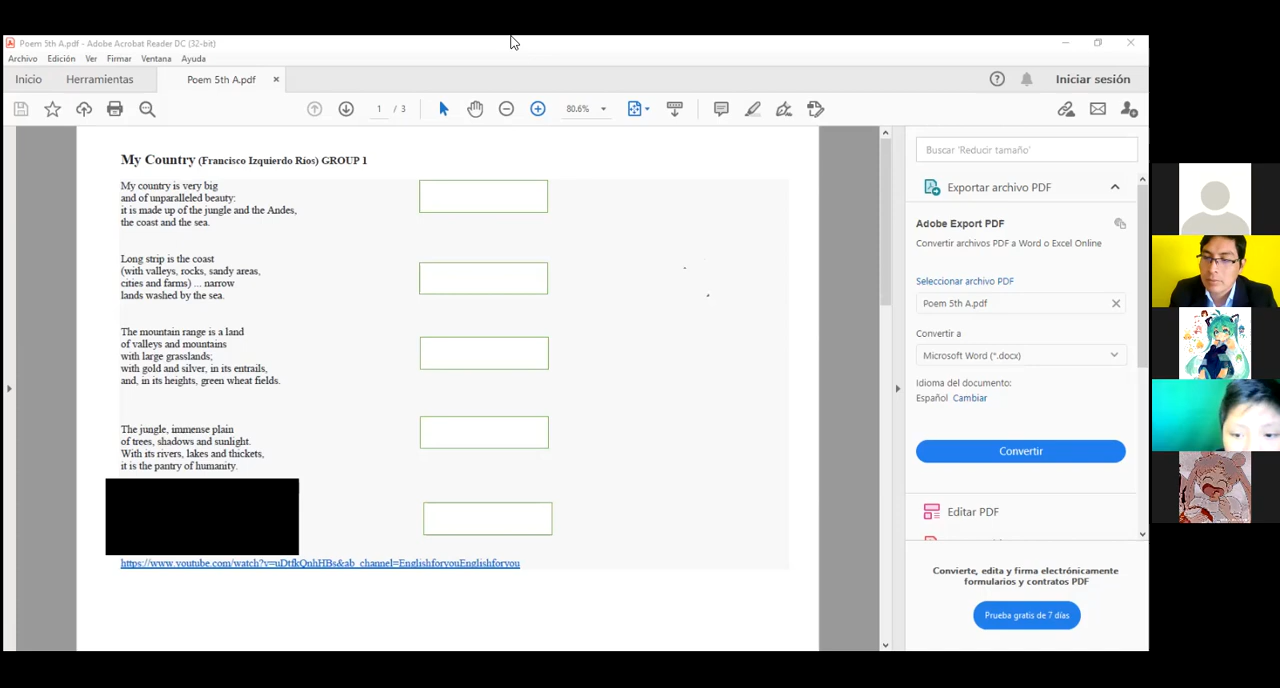 Poem 5th A.pdf - Adobe Acrobat Reader DC (32-bit)
Archivo Edición Ver Firmar Ventana Ayuda
Inicio Herramientas Poem 5th A.pdf × Iniciar sesión
1 / 3 80.6%
My Country (Francisco Izquierdo Ríos) GROUP 1
My country is very big
and of unparalleled beauty:
it is made up of the jungle and the Andes,
the coast and the sea.
Long strip is the coast
(with valleys, rocks, sandy areas,
cities and farms) ... narrow
lands washed by the sea.
The mountain range is a land
of valleys and mountains
with large grasslands;
with gold and silver, in its entrails,
and, in its heights, green wheat fields.
The jungle, immense plain
of trees, shadows and sunlight.
With its rivers, lakes and thickets,
it is the pantry of humanity.
https://www.youtube.com/watch?v=uDtfkQnhHBs&ab_channel=EnglishforyouEnglishforyou
Buscar 'Reducir tamaño'
Exportar archivo PDF
Adobe Export PDF
Convertir archivos PDF a Word o Excel Online
Seleccionar archivo PDF
Poem 5th A.pdf
Convertir a
Microsoft Word (*.docx)
Idioma del documento:
Español Cambiar
Convertir
Editar PDF
Convierte, edita y firma electrónicamente
formularios y contratos PDF
Prueba gratis de 7 días